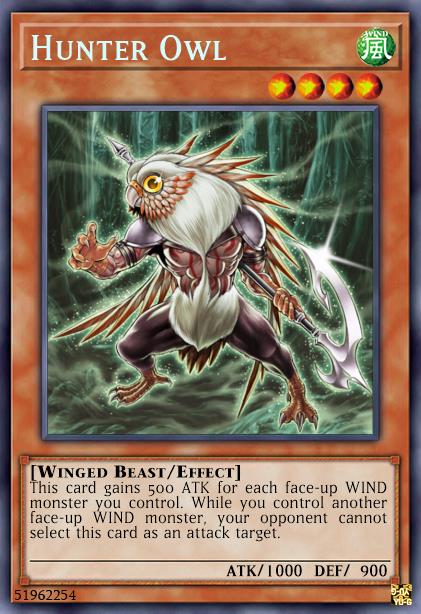 Hunter Owl
WIND
風
[Winged Beast/Effect]
This card gains 500 ATK for each face-up WIND
monster you control. While you control another
face-up WIND monster, your opponent cannot
select this card as an attack target.
ATK/1000 DEF/ 900
51962254